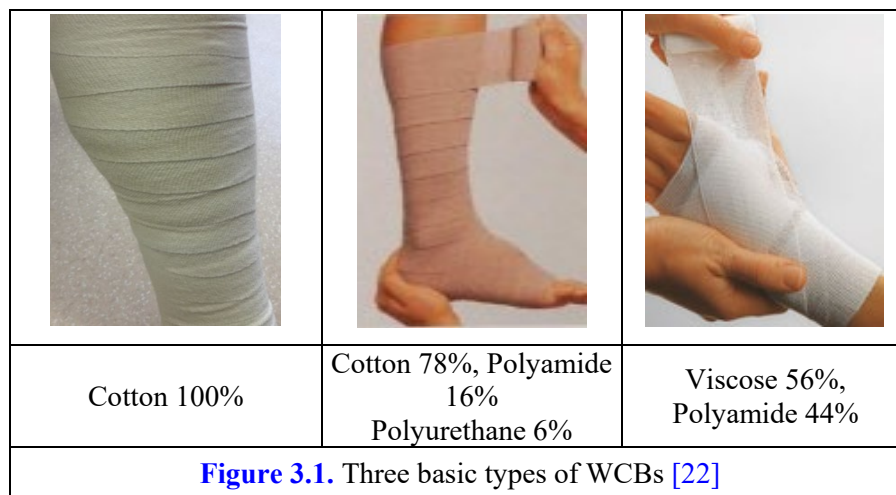 Cotton 100%
Cotton 78%, Polyamide
16%
Polyurethane 6%
Viscose 56%,
Polyamide 44%
Figure 3.1. Three basic types of WCBs [22]